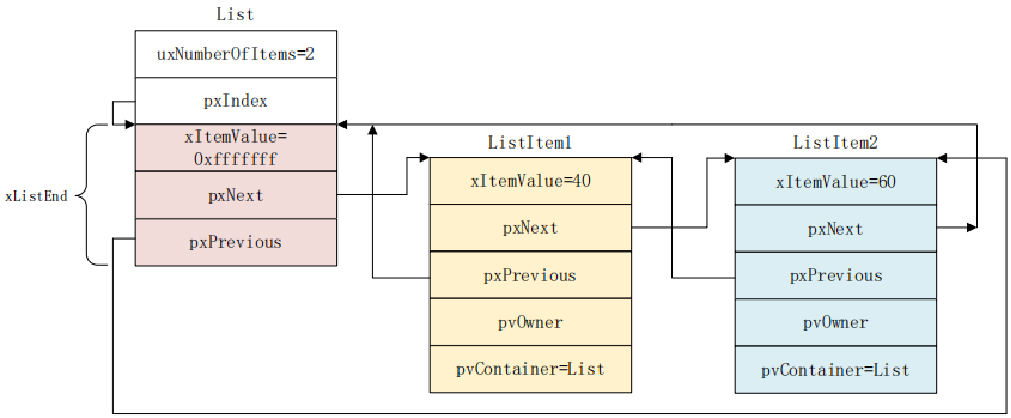 List
uxNumberOfItems=2
pxIndex
xItemValue=
0xfffffff
pxNext
pxPrevious
xListEnd
ListItem1
xItemValue=40
pxNext
pxPrevious
pvOwner
pvContainer=List
ListItem2
xItemValue=60
pxNext
pxPrevious
pvOwner
pvContainer=List